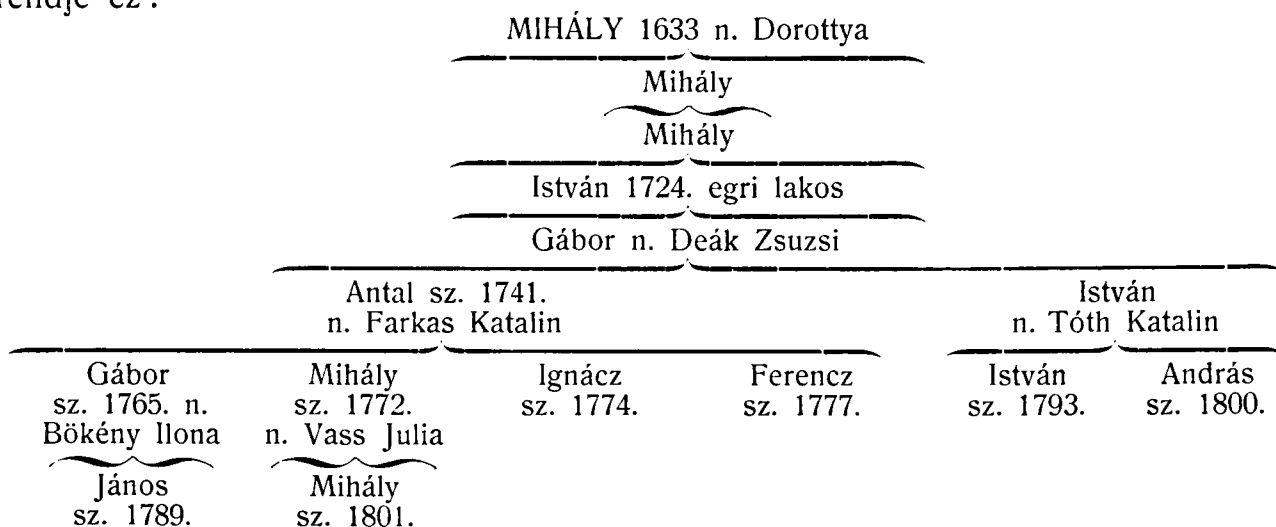 rendje ez:
MIHÁLY 1633 n. Dorottya
Mihály
Mihály
István 1724. egri lakos
Gábor n. Deák Zsuzsi
Antal sz. 1741. István
n. Farkas Katalin n. Tóth Katalin
Gábor Mihály Ignácz Ferencz István András
sz. 1765. n. sz. 1772. sz. 1774. sz. 1777. sz. 1793. sz. 1800.
Bökény Ilona n. Vass Julia
János Mihály
sz. 1789. sz. 1801.